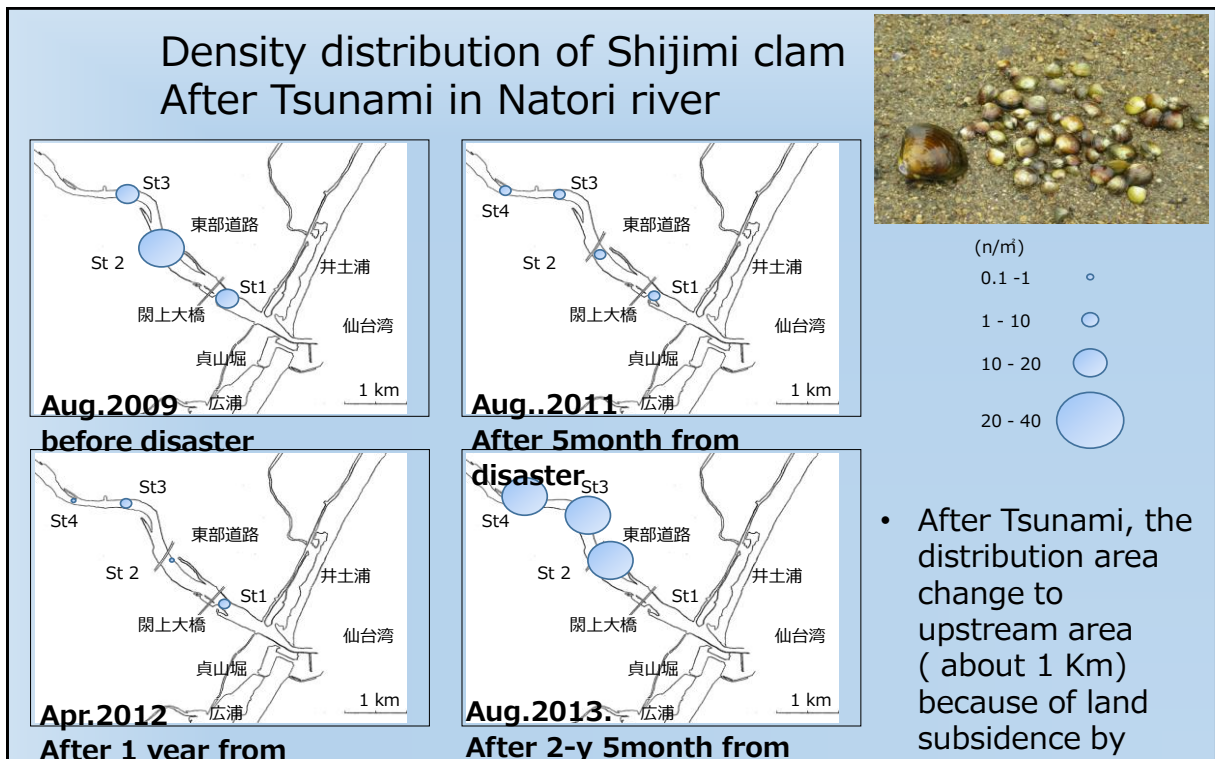 Density distribution of Shijimi clam
After Tsunami in Natori river
St3
東部道路
St 2
井土浦
St1
閖上大橋
仙台湾
貞山堀
1 km
広浦
Aug.2009
before disaster
St3
St4
東部道路
St 2
井土浦
St1
閖上大橋
仙台湾
貞山堀
1 km
広浦
Aug..2011
After 5month from
disaster
St3
St4
東部道路
St 2
井土浦
St1
閖上大橋
仙台湾
貞山堀
1 km
広浦
Apr.2012
After 1 year from
St3
St4
東部道路
St 2
井土浦
St1
閖上大橋
仙台湾
貞山堀
1 km
広浦
Aug.2013.
After 2-y 5month from
(n/㎡)
0.1 -1
1 - 10
10 - 20
20 - 40
• After Tsunami, the
distribution area
change to
upstream area
( about 1 Km)
because of land
subsidence by